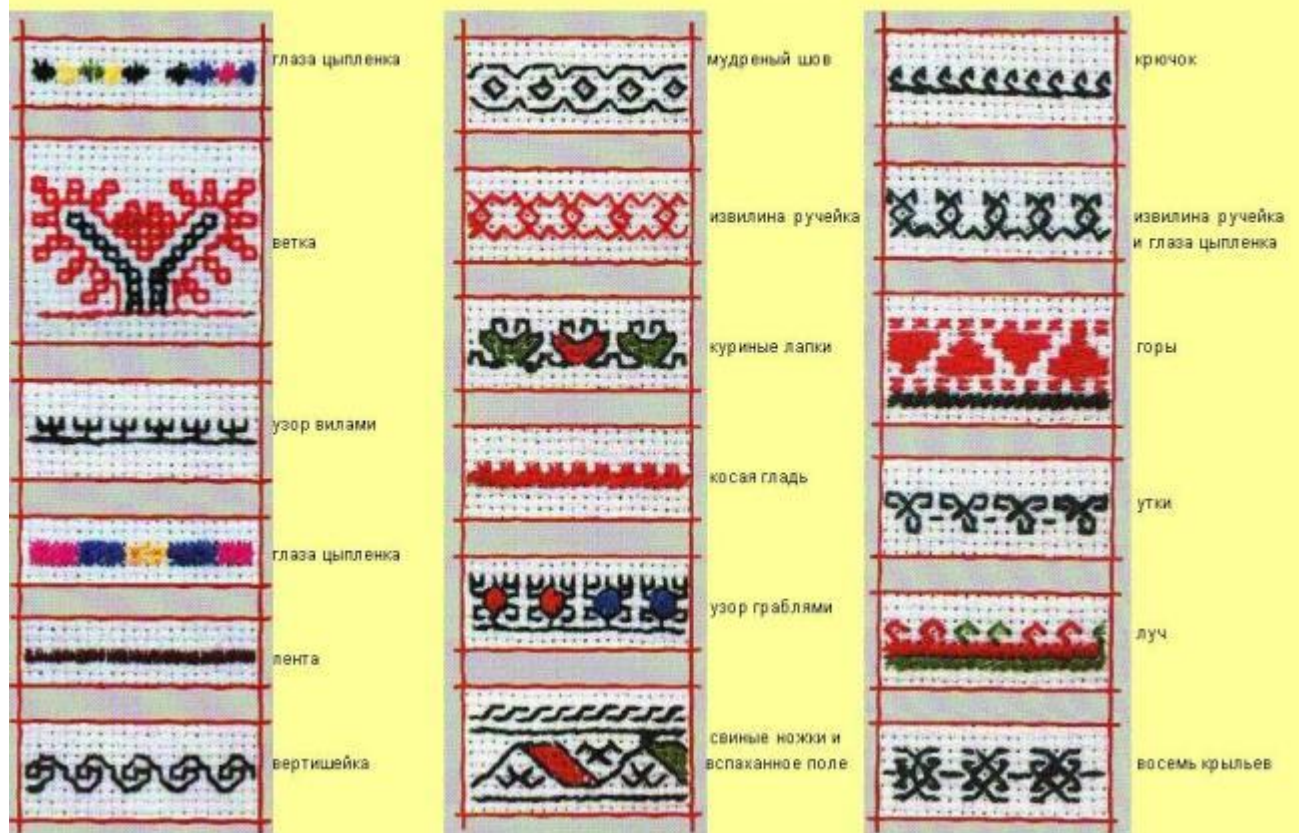 глаза цыпленка
ветка
узор вилами
глаза цыпленка
лента
вертишейка
мудреный шов
извилина ручейка
куриные лапки
косая гладь
узор граблями
свиные ножки и
вспаханное поле
крючок
извилина ручейка
и глаза цыпленка
горы
утки
луч
восемь крыльев